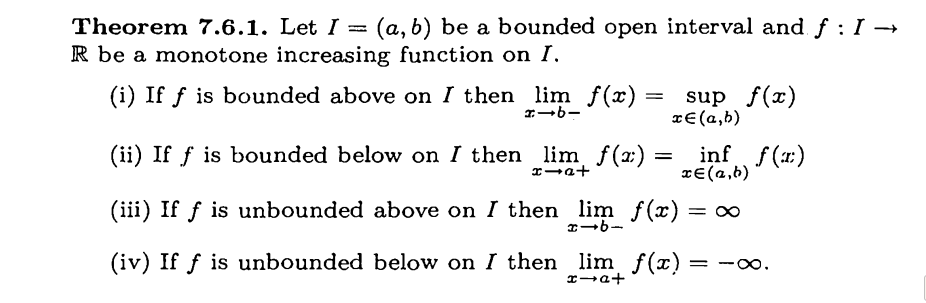 Theorem 7.6.1. Let I = (a, b) be a bounded open interval and f : I →
ℝ be a monotone increasing function on I.
(i) If f is bounded above on I then lim_{x→b−} f(x) = sup_{x∈(a,b)} f(x)
(ii) If f is bounded below on I then lim_{x→a+} f(x) = inf_{x∈(a,b)} f(x)
(iii) If f is unbounded above on I then lim_{x→b−} f(x) = ∞
(iv) If f is unbounded below on I then lim_{x→a+} f(x) = −∞.